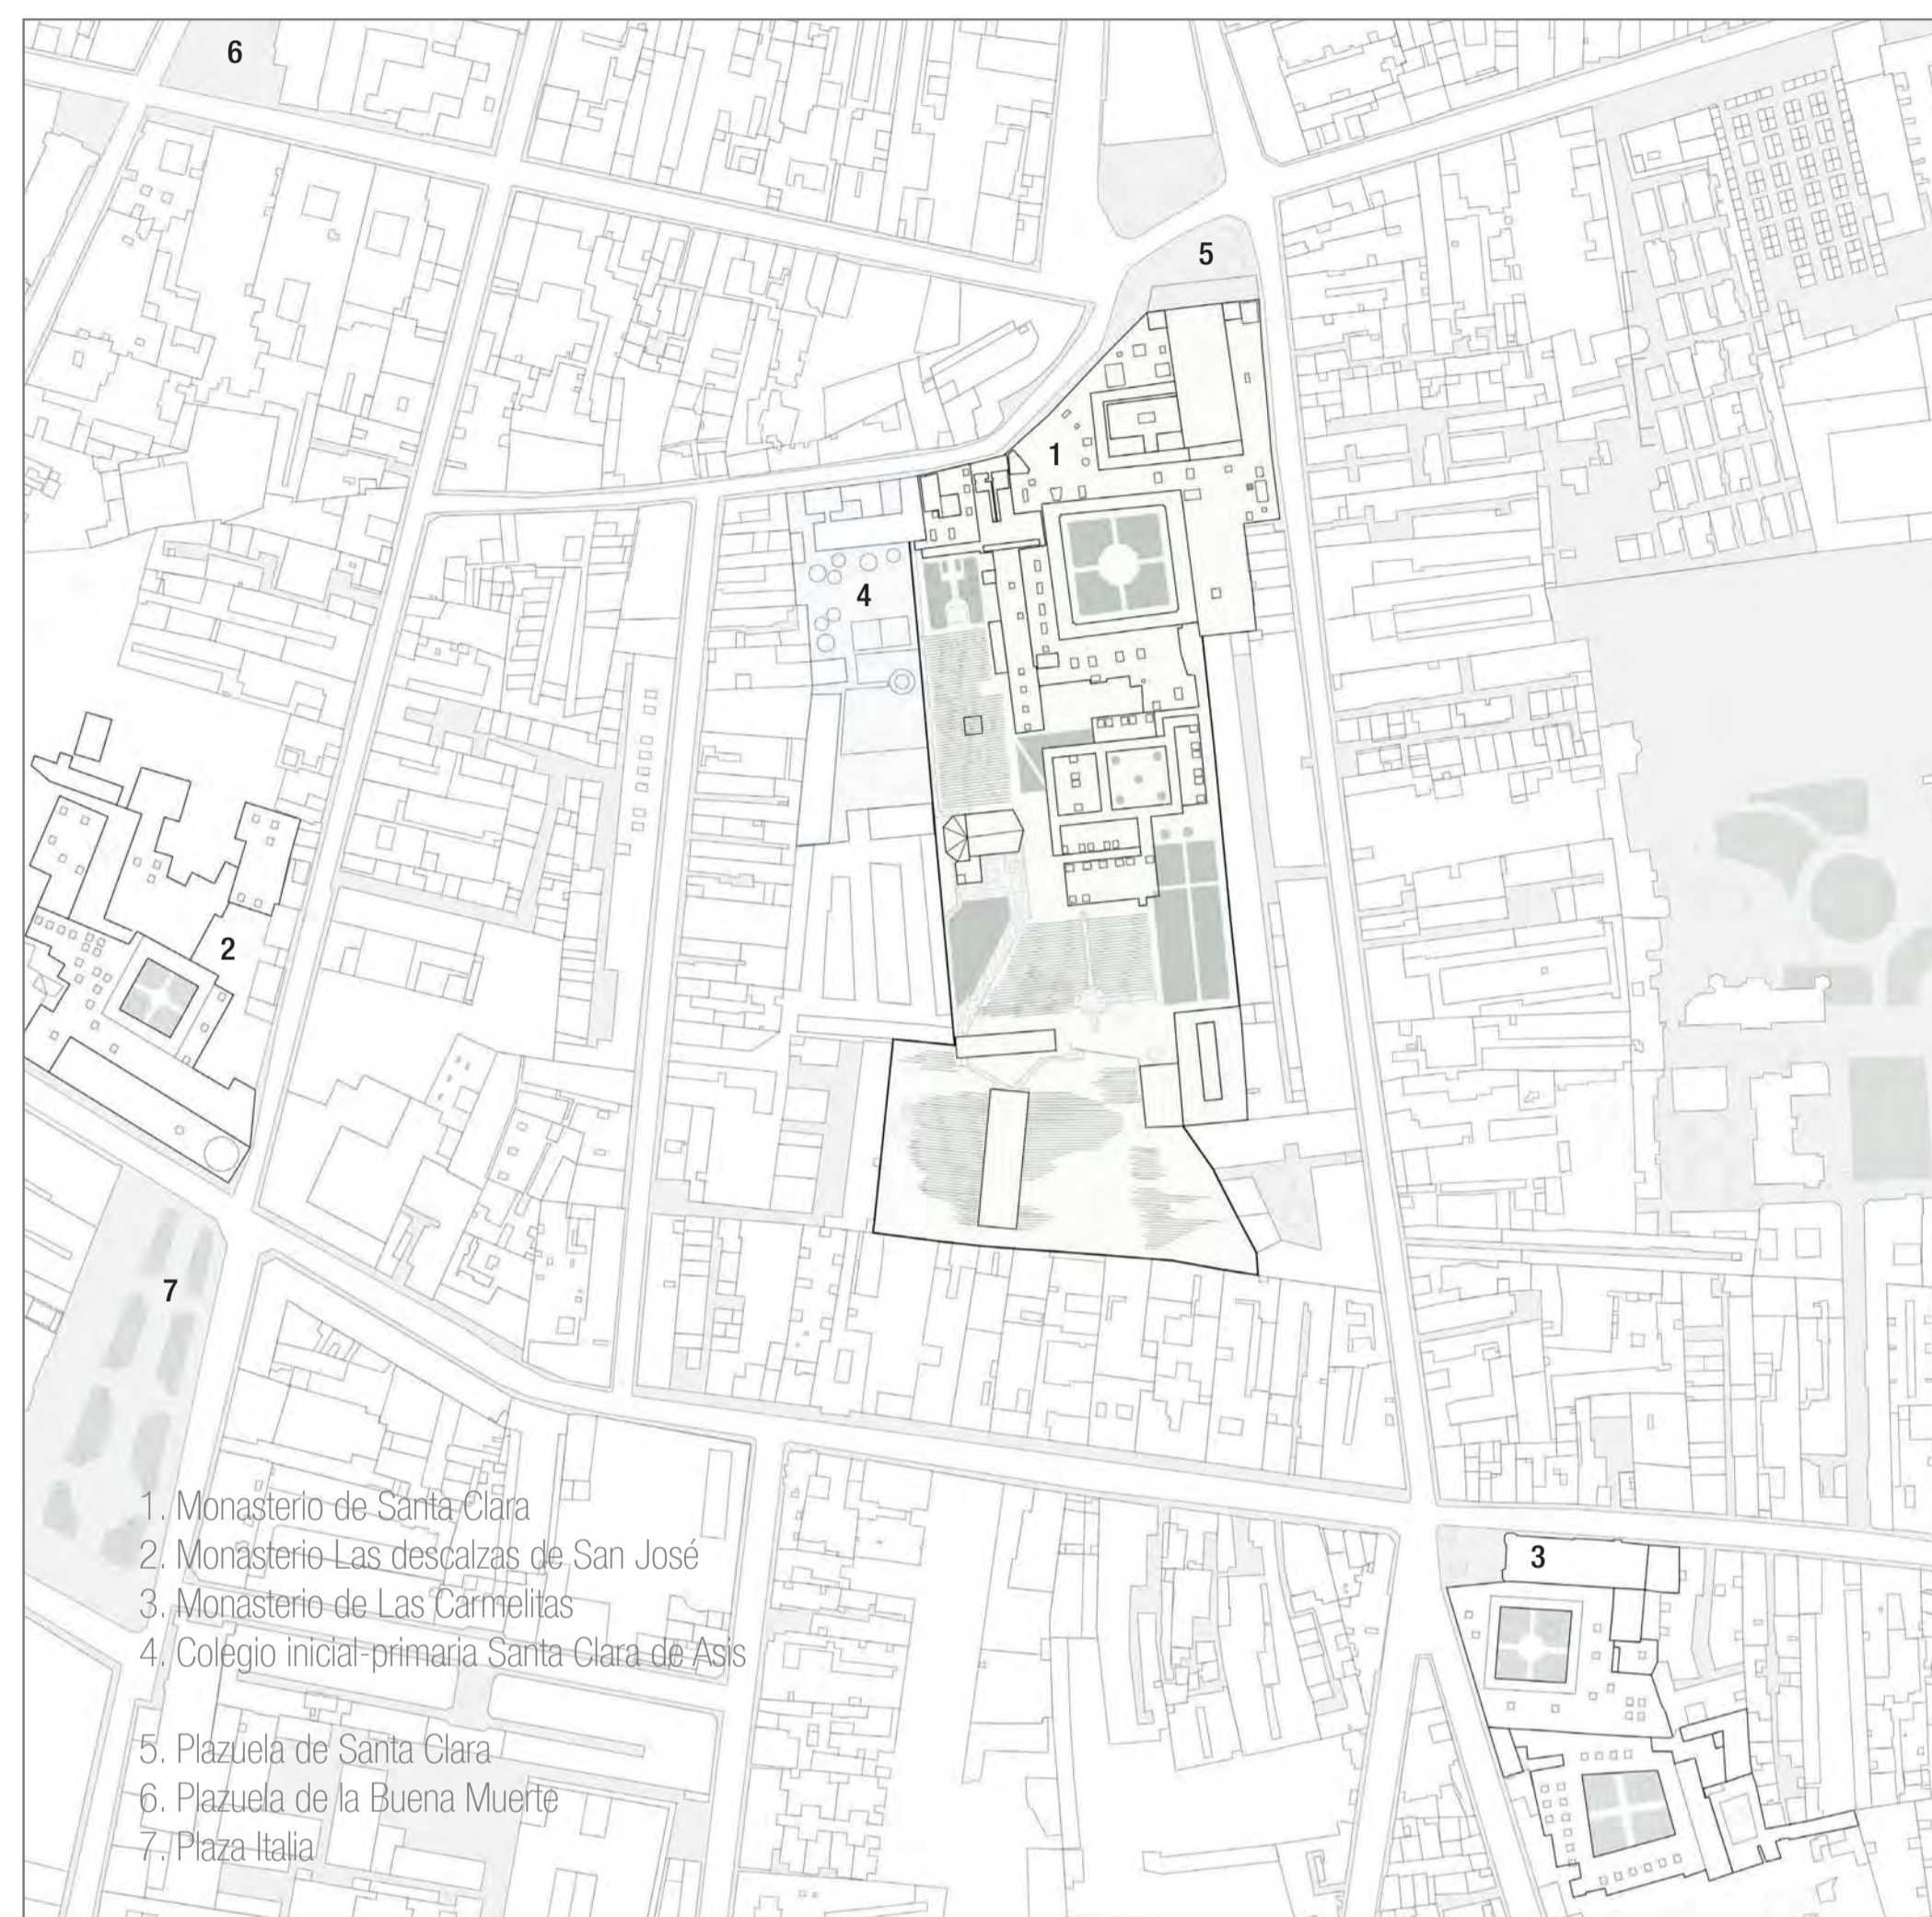 6
5
1
4
2
7
3
1. Monasterio de Santa Clara
2. Monasterio Las descalzas de San José
3. Monasterio de Las Carmelitas
4. Colegio inicial-primaria Santa Clara de Asis
5. Plazuela de Santa Clara
6. Plazuela de la Buena Muerte
7. Plaza Italia